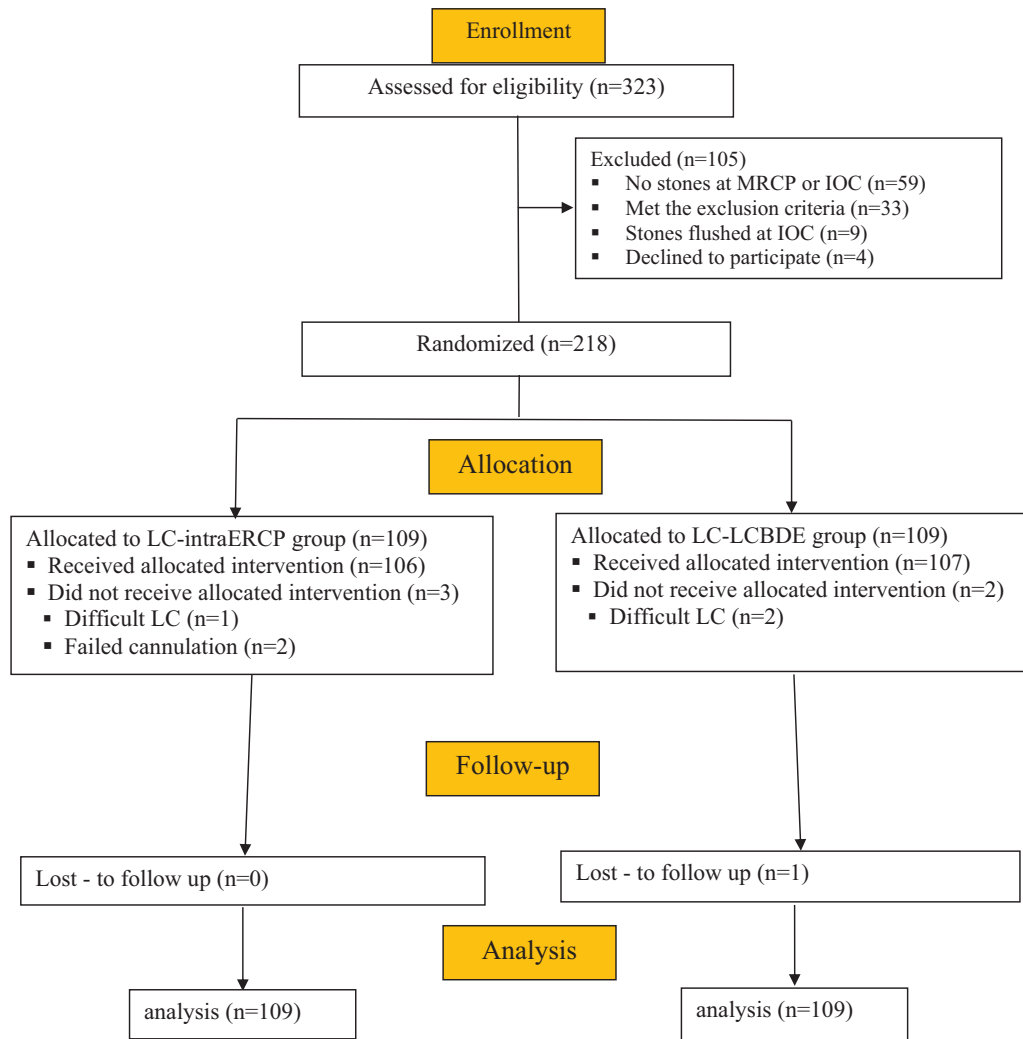 Enrollment
Assessed for eligibility (n=323)
Excluded (n=105)
▪ No stones at MRCP or IOC (n=59)
▪ Met the exclusion criteria (n=33)
▪ Stones flushed at IOC (n=9)
▪ Declined to participate (n=4)
Randomized (n=218)
Allocation
Allocated to LC-intraERCP group (n=109)
▪ Received allocated intervention (n=106)
▪ Did not receive allocated intervention (n=3)
▪ Difficult LC (n=1)
▪ Failed cannulation (n=2)
Allocated to LC-LCBDE group (n=109)
▪ Received allocated intervention (n=107)
▪ Did not receive allocated intervention (n=2)
▪ Difficult LC (n=2)
Follow-up
Lost - to follow up (n=0)
Lost - to follow up (n=1)
Analysis
analysis (n=109)
analysis (n=109)